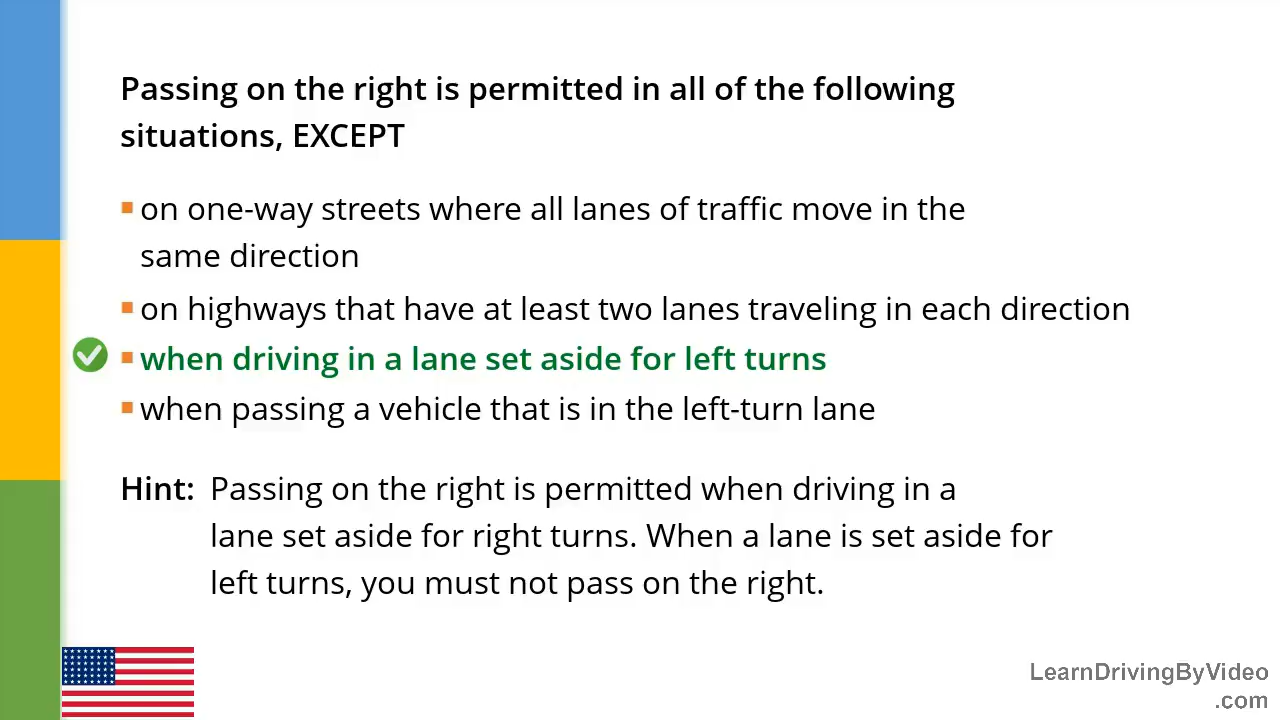 Passing on the right is permitted in all of the following
situations, EXCEPT
on one-way streets where all lanes of traffic move in the
same direction
on highways that have at least two lanes traveling in each direction
when driving in a lane set aside for left turns
when passing a vehicle that is in the left-turn lane
Hint: Passing on the right is permitted when driving in a
lane set aside for right turns. When a lane is set aside for
left turns, you must not pass on the right.
LearnDrivingByVideo
.com